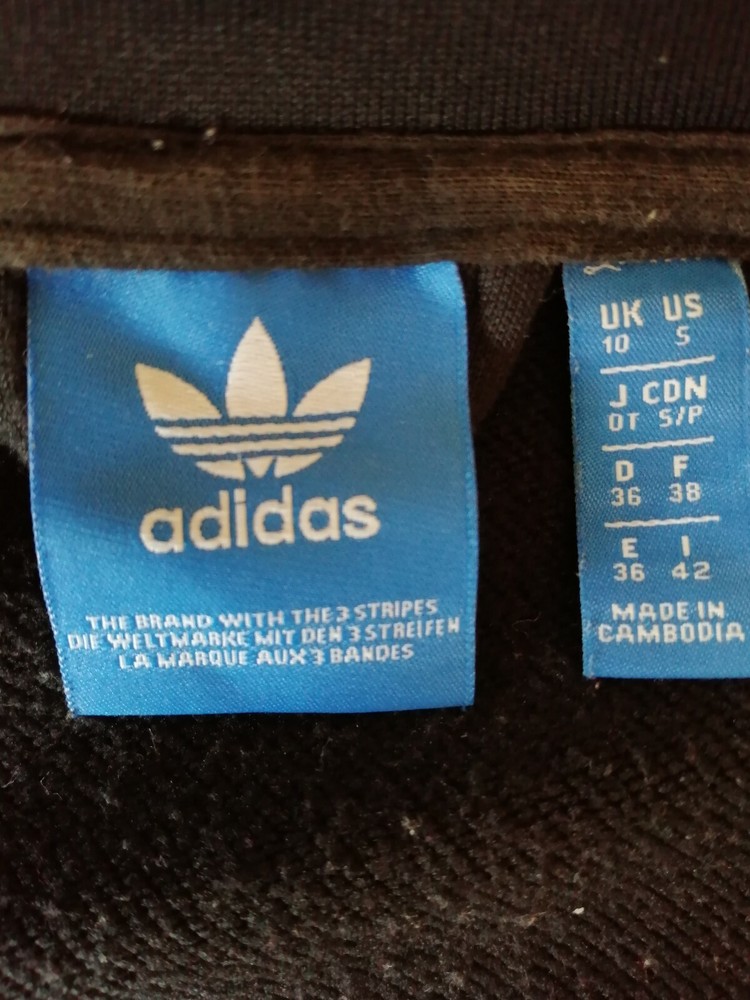 adidas
THE BRAND WITH THE 3 STRIPES
DIE WELTMARKE MIT DEN 3 STREIFEN
LA MARQUE AUX 3 BANDES
UK US
10 S
J CDN
OT S/P
D F
36 38
E I
36 42
MADE IN
CAMBODIA